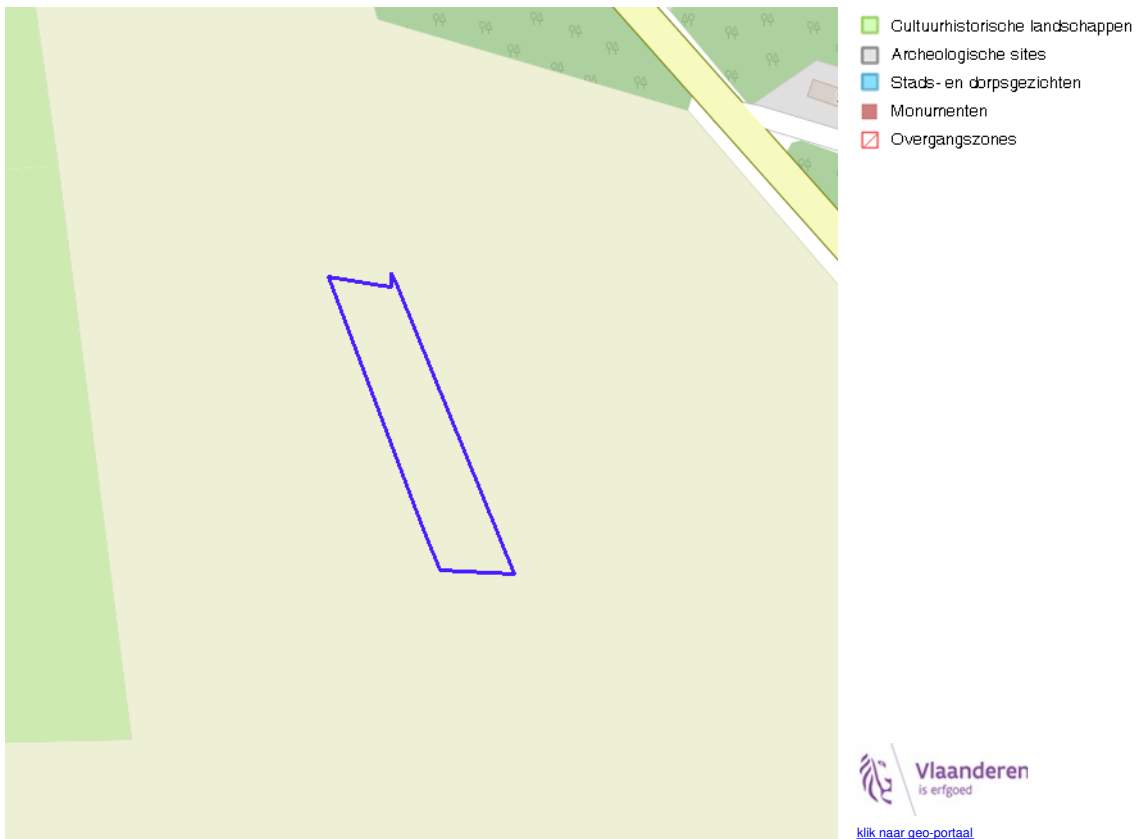 Cultuurhistorische landschappen
Archeologische sites
Stads- en dorpsgezichten
Monumenten
Overgangszones
Vlaanderen
is erfgoed
klik naar geo-portaal